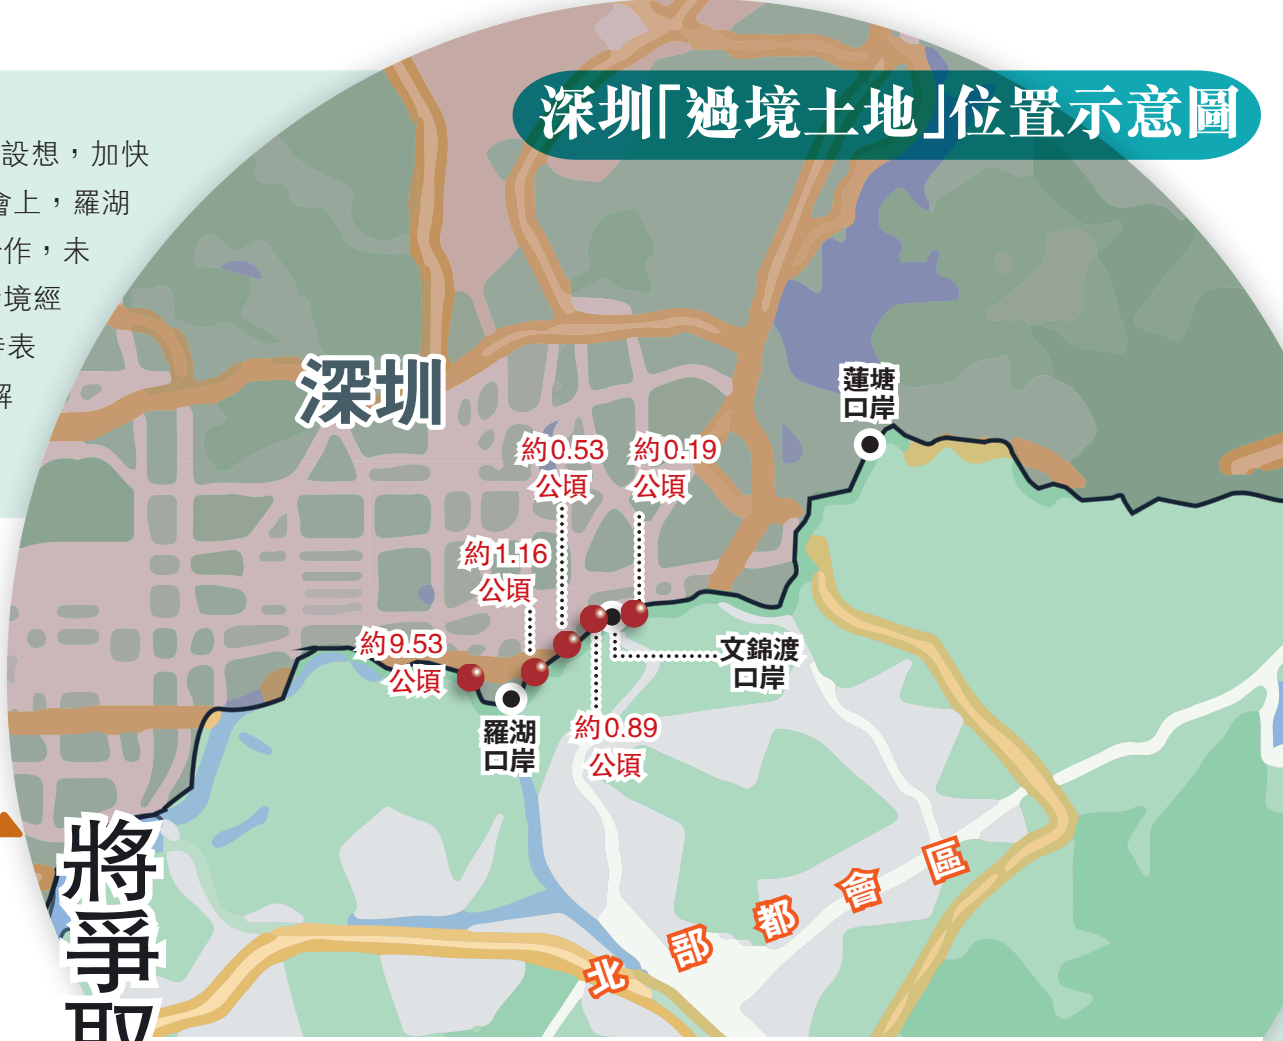 深圳「過境土地」位置示意圖
設想，加快
會上，羅湖
作，未
境經
表
解
深圳
蓮塘
口岸
約0.53
公頃
約0.19
公頃
約1.16
公頃
約9.53
公頃
文錦渡
口岸
羅湖
口岸
約0.89
公頃
北部都會區
將爭取